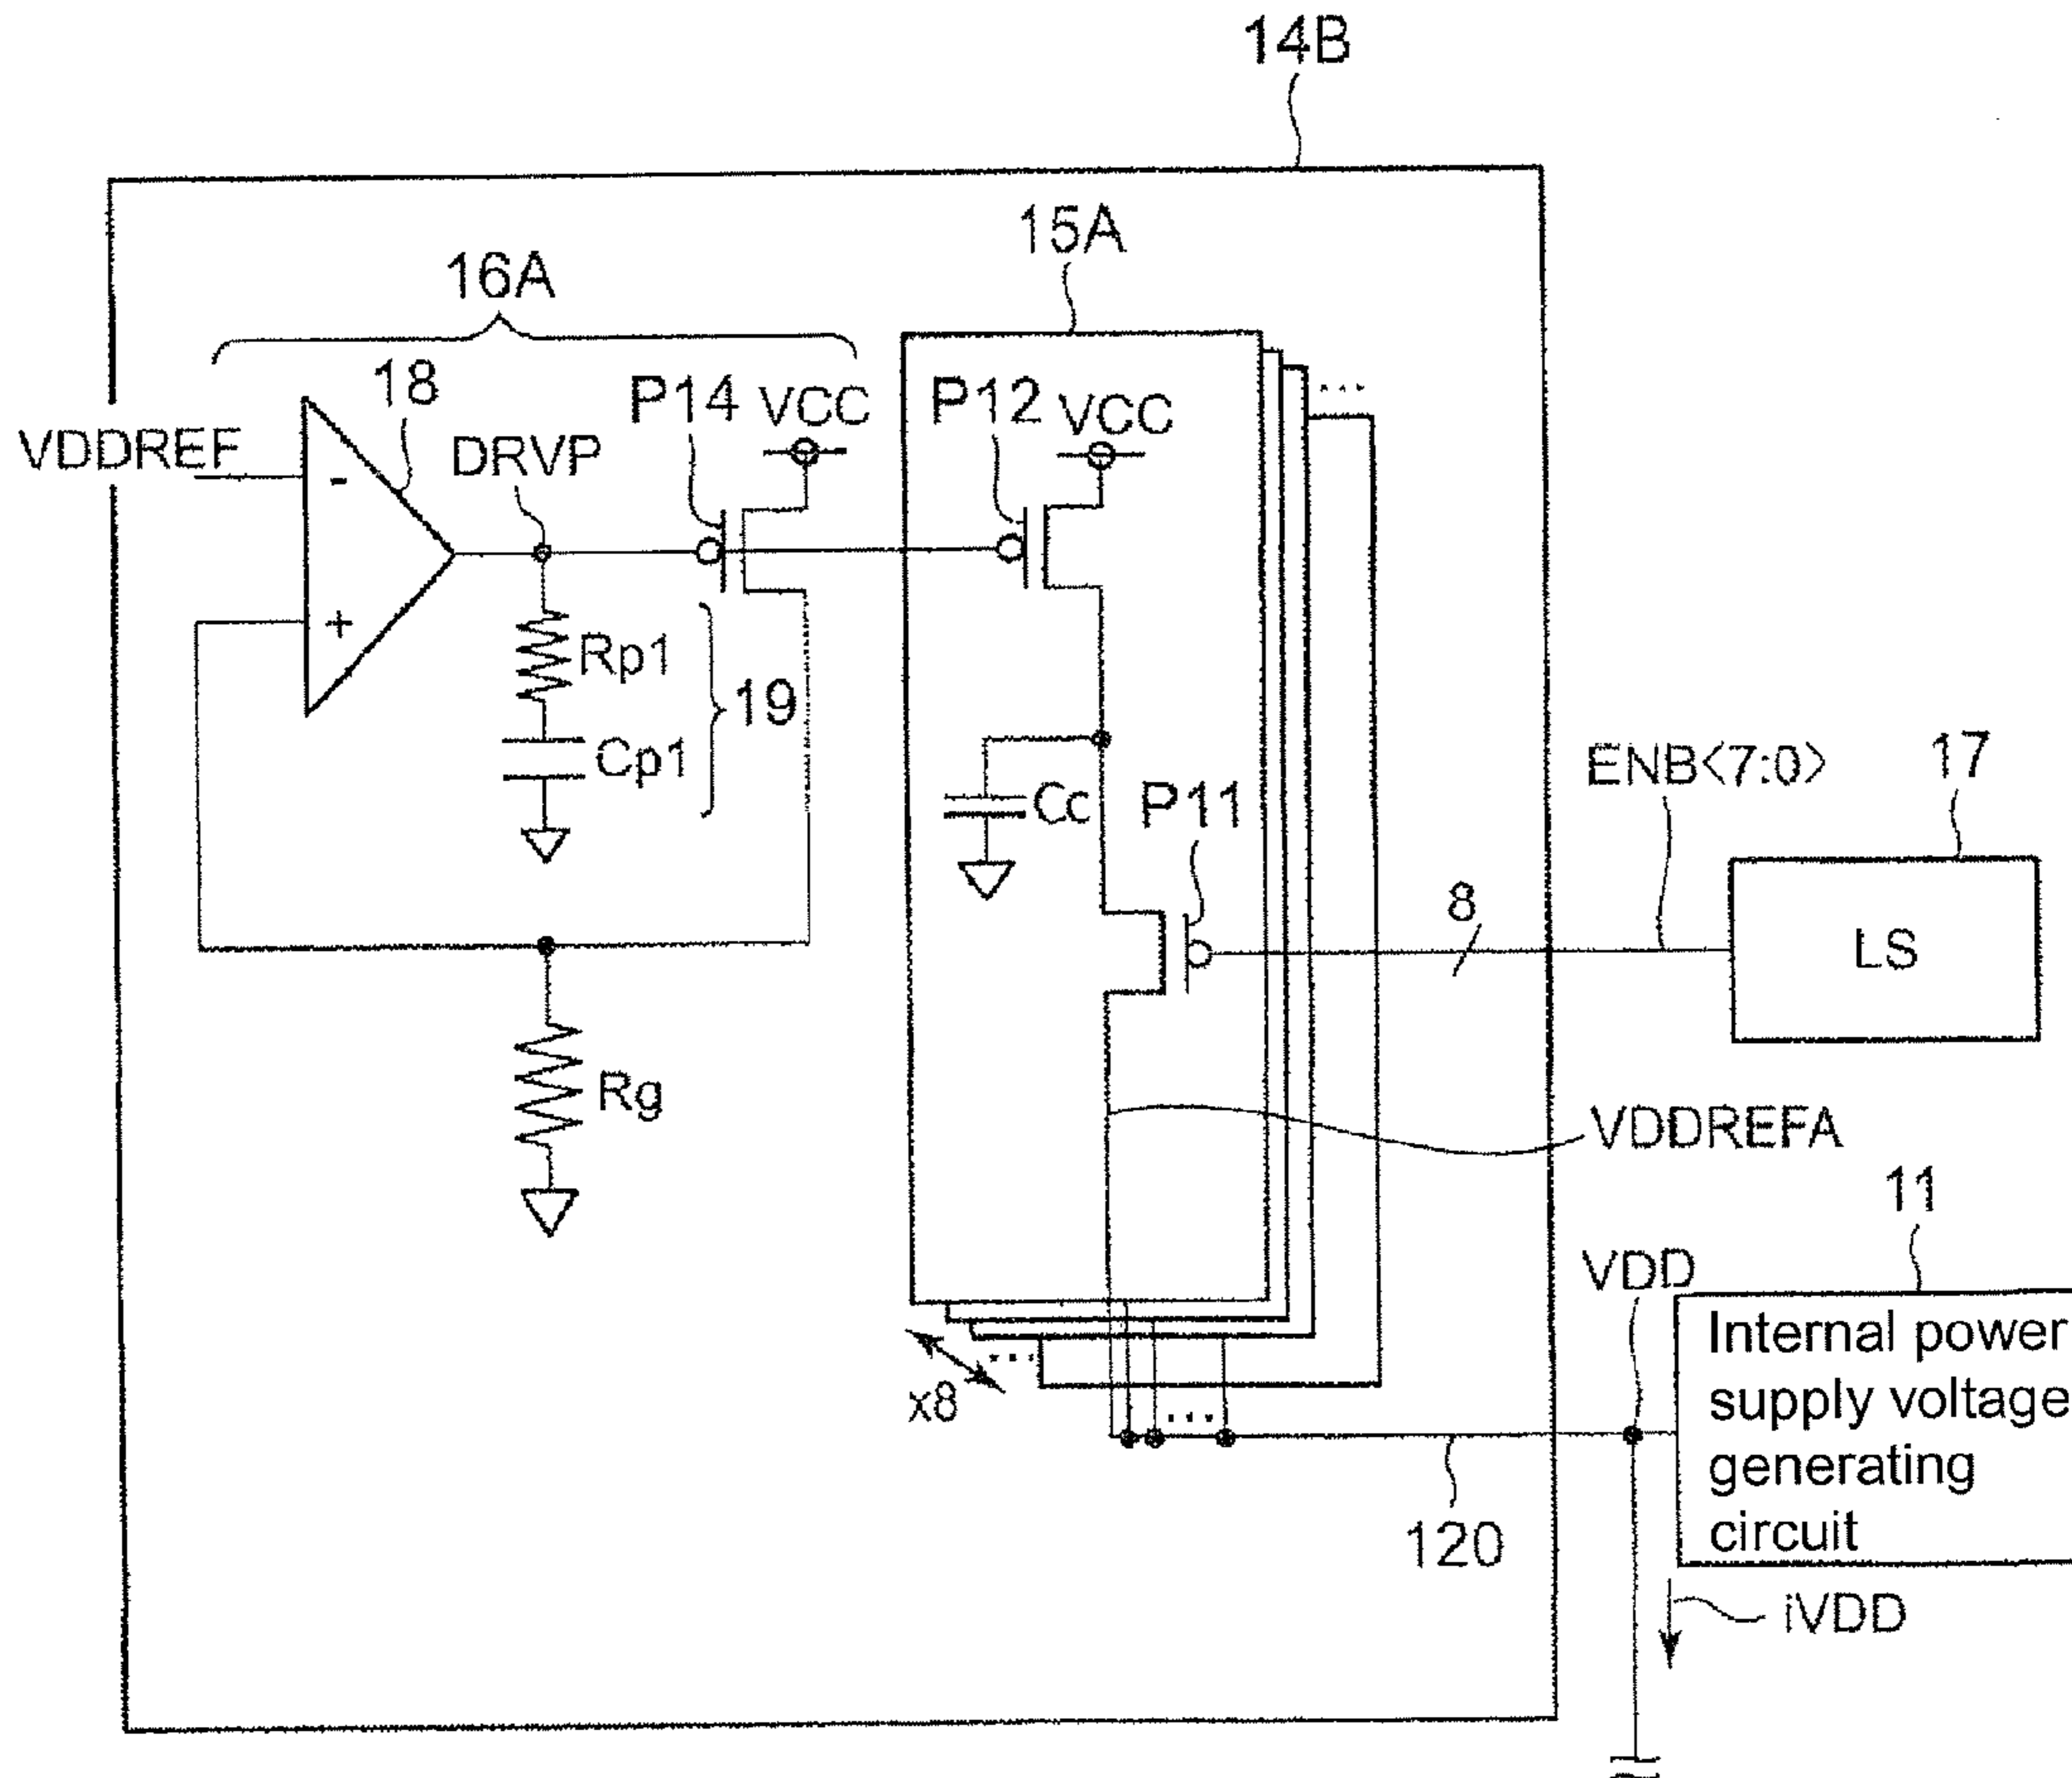 14B
15A
16A
18
P14
VCC
P12
VCC
VDDREF
DRVP
-
+
Rp1
19
Cp1
Cc
P11
ENB<7:0>
17
8
LS
Rg
VDDREFA
11
VDD
Internal power
supply voltage
generating
circuit
x8
...
...
...
120
iVDD